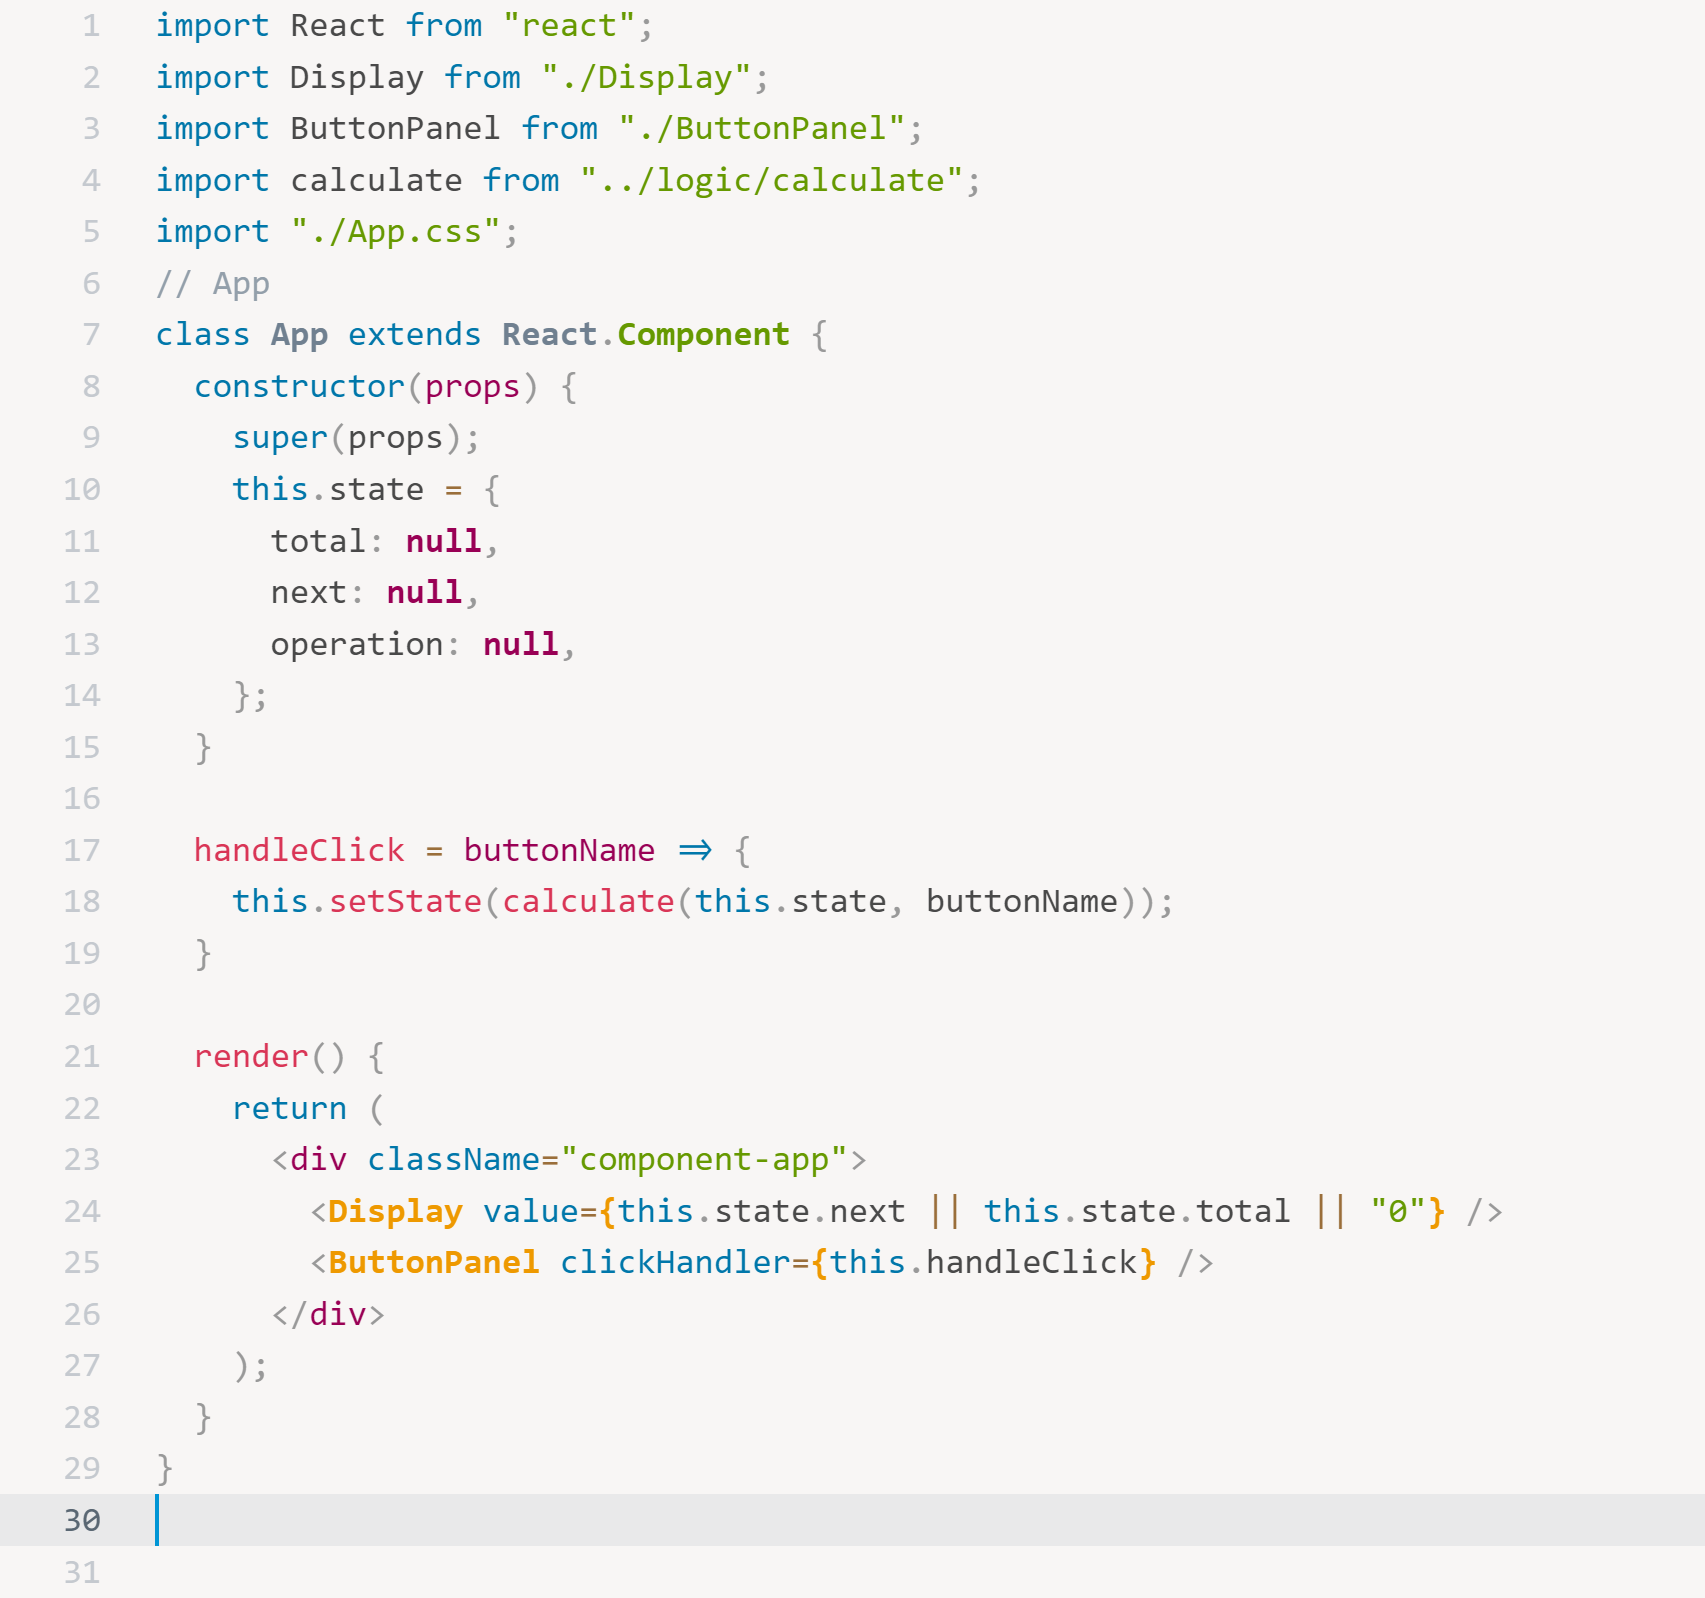 1 import React from "react";
2 import Display from "./Display";
3 import ButtonPanel from "./ButtonPanel";
4 import calculate from "../logic/calculate";
5 import "./App.css";
6 // App
7 class App extends React.Component {
8   constructor(props) {
9     super(props);
10     this.state = {
11       total: null,
12       next: null,
13       operation: null,
14     };
15   }
16
17   handleClick = buttonName => {
18     this.setState(calculate(this.state, buttonName));
19   }
20
21   render() {
22     return (
23       <div className="component-app">
24         <Display value={this.state.next || this.state.total || "0"} />
25         <ButtonPanel clickHandler={this.handleClick} />
26       </div>
27     );
28   }
29 }
30
31